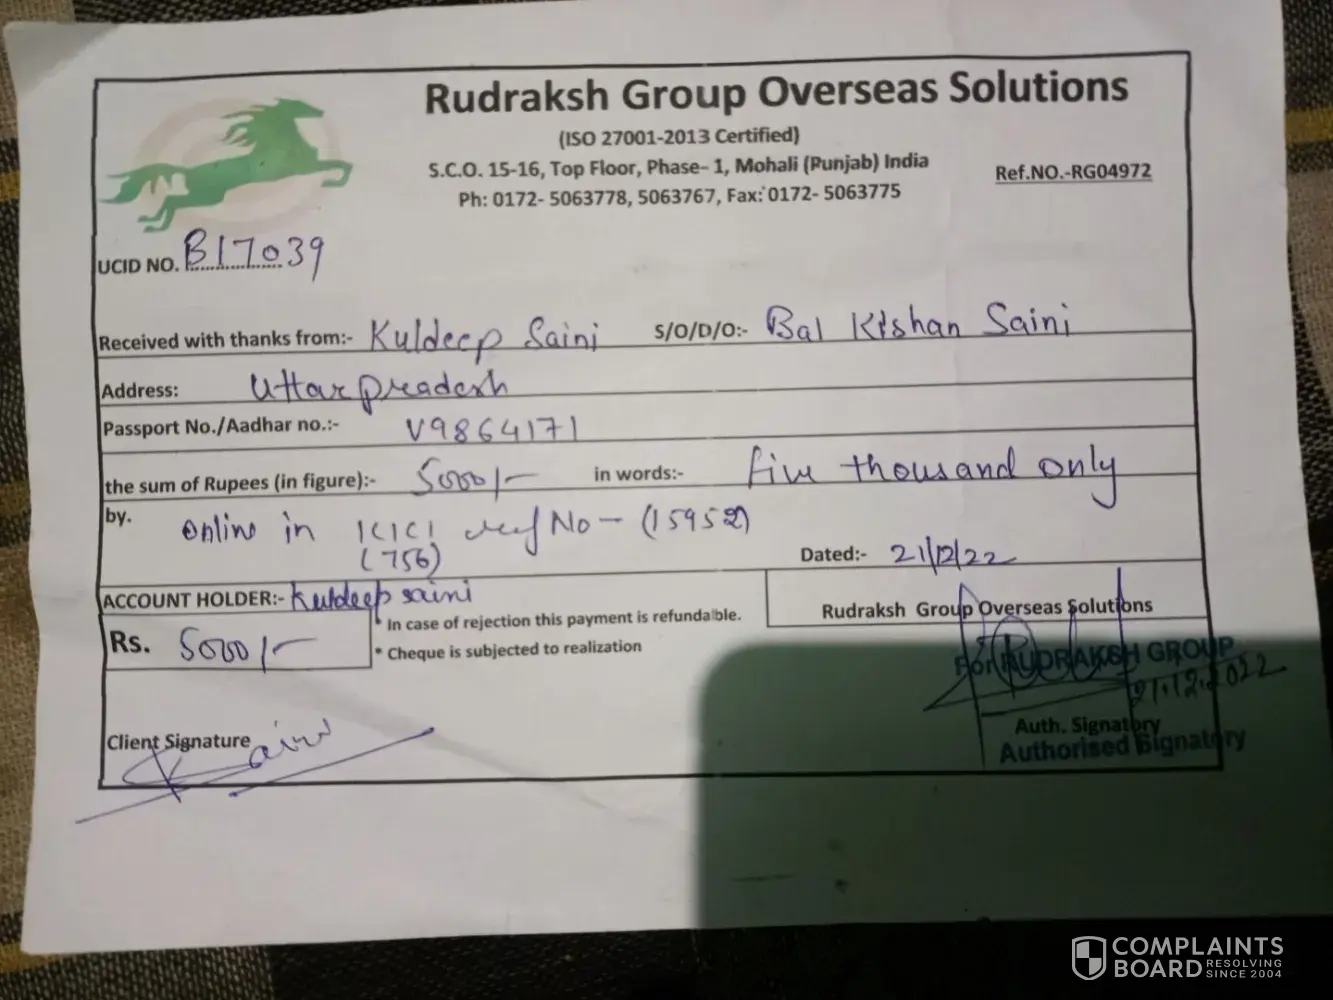 Rudraksh Group Overseas Solutions
(ISO 27001-2013 Certified)
S.C.O. 15-16, Top Floor, Phase- 1, Mohali (Punjab) India
Ref.NO.-RG04972
Ph: 0172- 5063778, 5063767, Fax: 0172- 5063775
UCID NO. B17039
Received with thanks from:- Kuldeep Saini S/O/D/O:- Bal Kishan Saini
Address: Uttar pradesh
Passport No./Aadhar no.:- V9864171
the sum of Rupees (in figure):- 5000/- in words:- five thousand only
by. online in ICICI ref No - (15952)
(756)
Dated:- 21/12/22
ACCOUNT HOLDER:- Kuldeep saini
Rs. 5000/-
* In case of rejection this payment is refundable.
* Cheque is subjected to realization
Rudraksh Group Overseas Solutions
For RUDRAKSH GROUP
21.12.2022
Auth. Signatory
Authorised Signatory
Client Signature
COMPLAINTS
BOARD RESOLVING
SINCE 2004